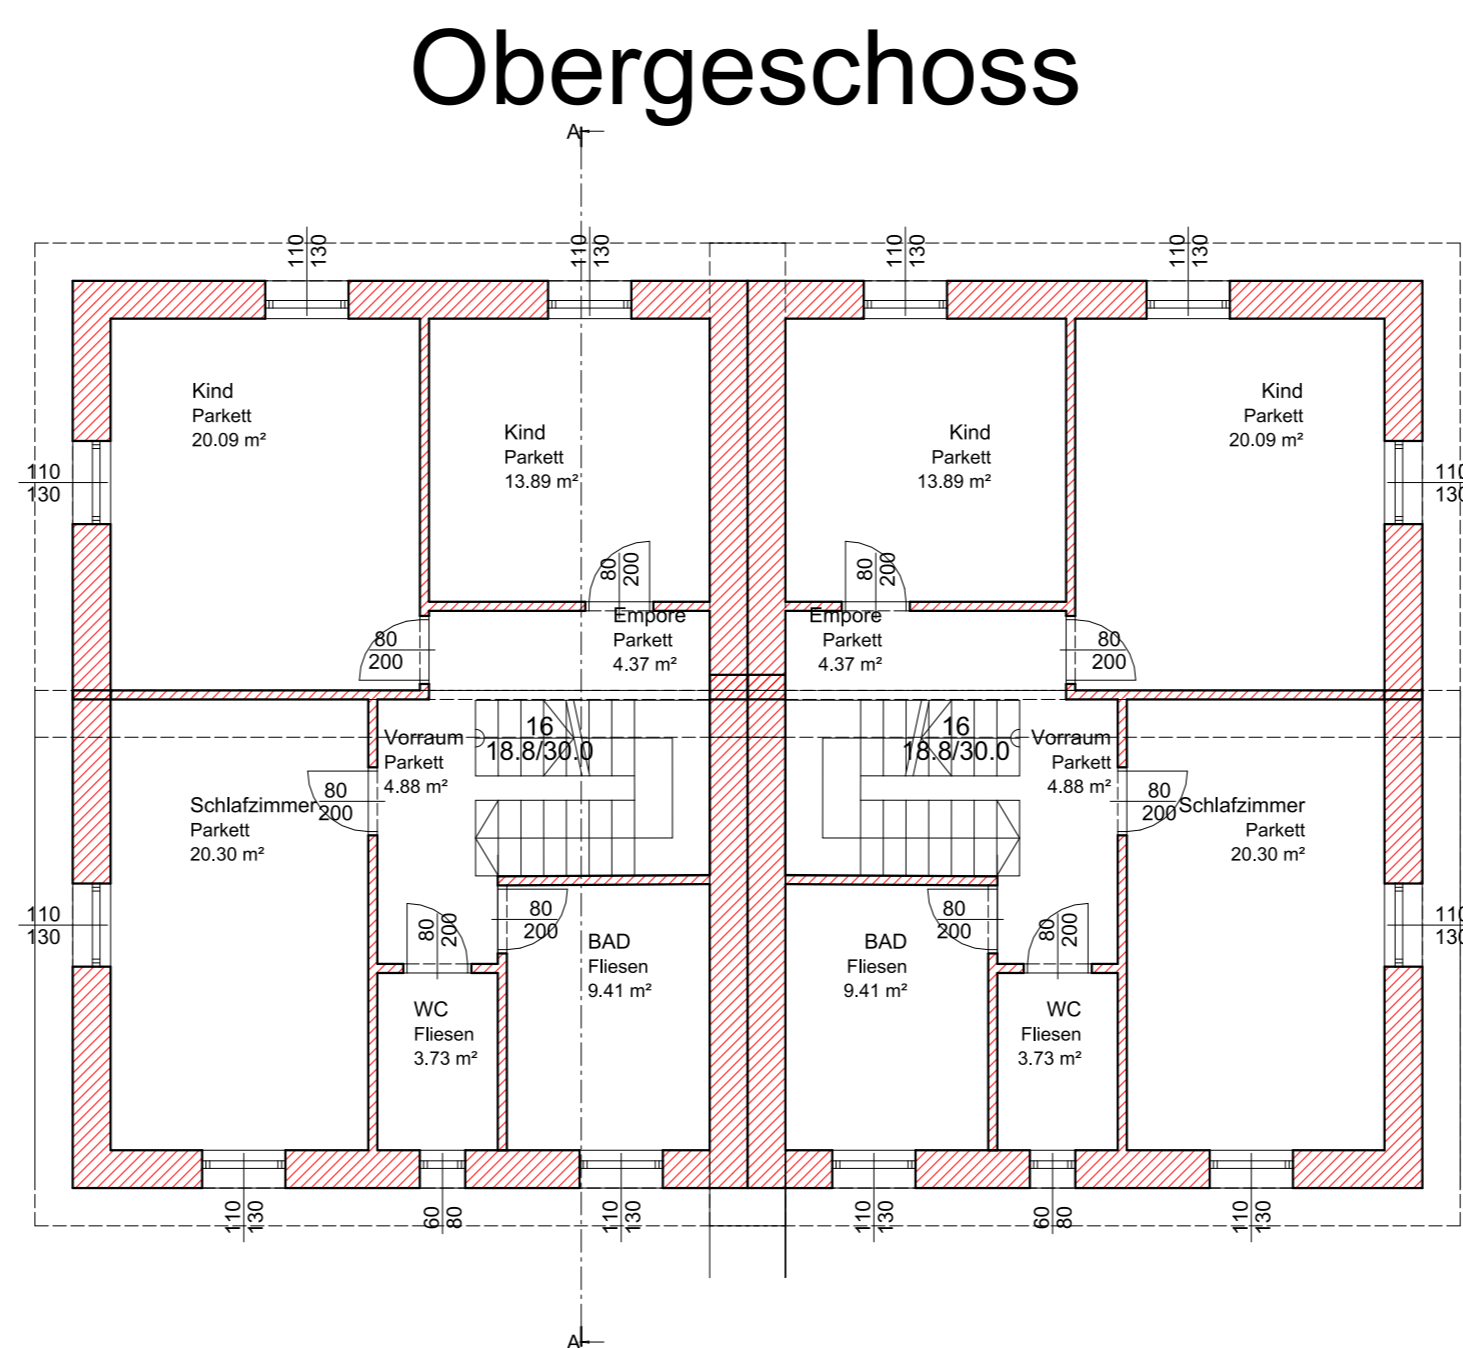 Obergeschoss
A
110
130
110
130
110
130
110
130
Kind
Parkett
20.09 m²
Kind
Parkett
13.89 m²
Kind
Parkett
13.89 m²
Kind
Parkett
20.09 m²
110
130
110
130
80
200
80
200
Empore
Parkett
4.37 m²
Empore
Parkett
4.37 m²
80
200
80
200
Vorraum
Parkett
4.88 m²
16
18.8/30.0
16
18.8/30.0
Vorraum
Parkett
4.88 m²
Schlafzimmer
Parkett
20.30 m²
80
200
80
200
Schlafzimmer
Parkett
20.30 m²
110
130
80
200
80
200
80
200
80
200
110
130
BAD
Fliesen
9.41 m²
BAD
Fliesen
9.41 m²
WC
Fliesen
3.73 m²
WC
Fliesen
3.73 m²
110
130
60
80
110
130
110
130
60
80
110
130
A